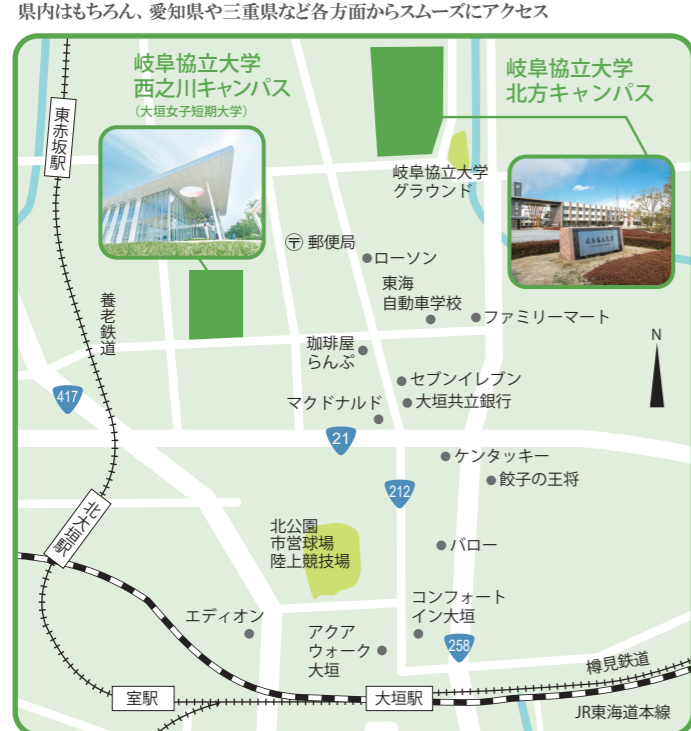 県内はもちろん、愛知県や三重県など各方面からスムーズにアクセス
岐阜協立大学
西之川キャンパス
(大垣女子短期大学)
岐阜協立大学
北方キャンパス
東赤坂駅
岐阜協立大学
グラウンド
岐阜協立大学
〒 郵便局
ローソン
東海
自動車学校
ファミリーマート
養老鉄道
珈琲屋
らんぷ
N
セブンイレブン
大垣共立銀行
マクドナルド
417
21
ケンタッキー
餃子の王将
212
北大垣駅
北公園
市営球場
陸上競技場
バロー
エディオン
アクア
ウォーク
大垣
コンフォート
イン大垣
258
樽見鉄道
室駅
大垣駅
JR東海道本線